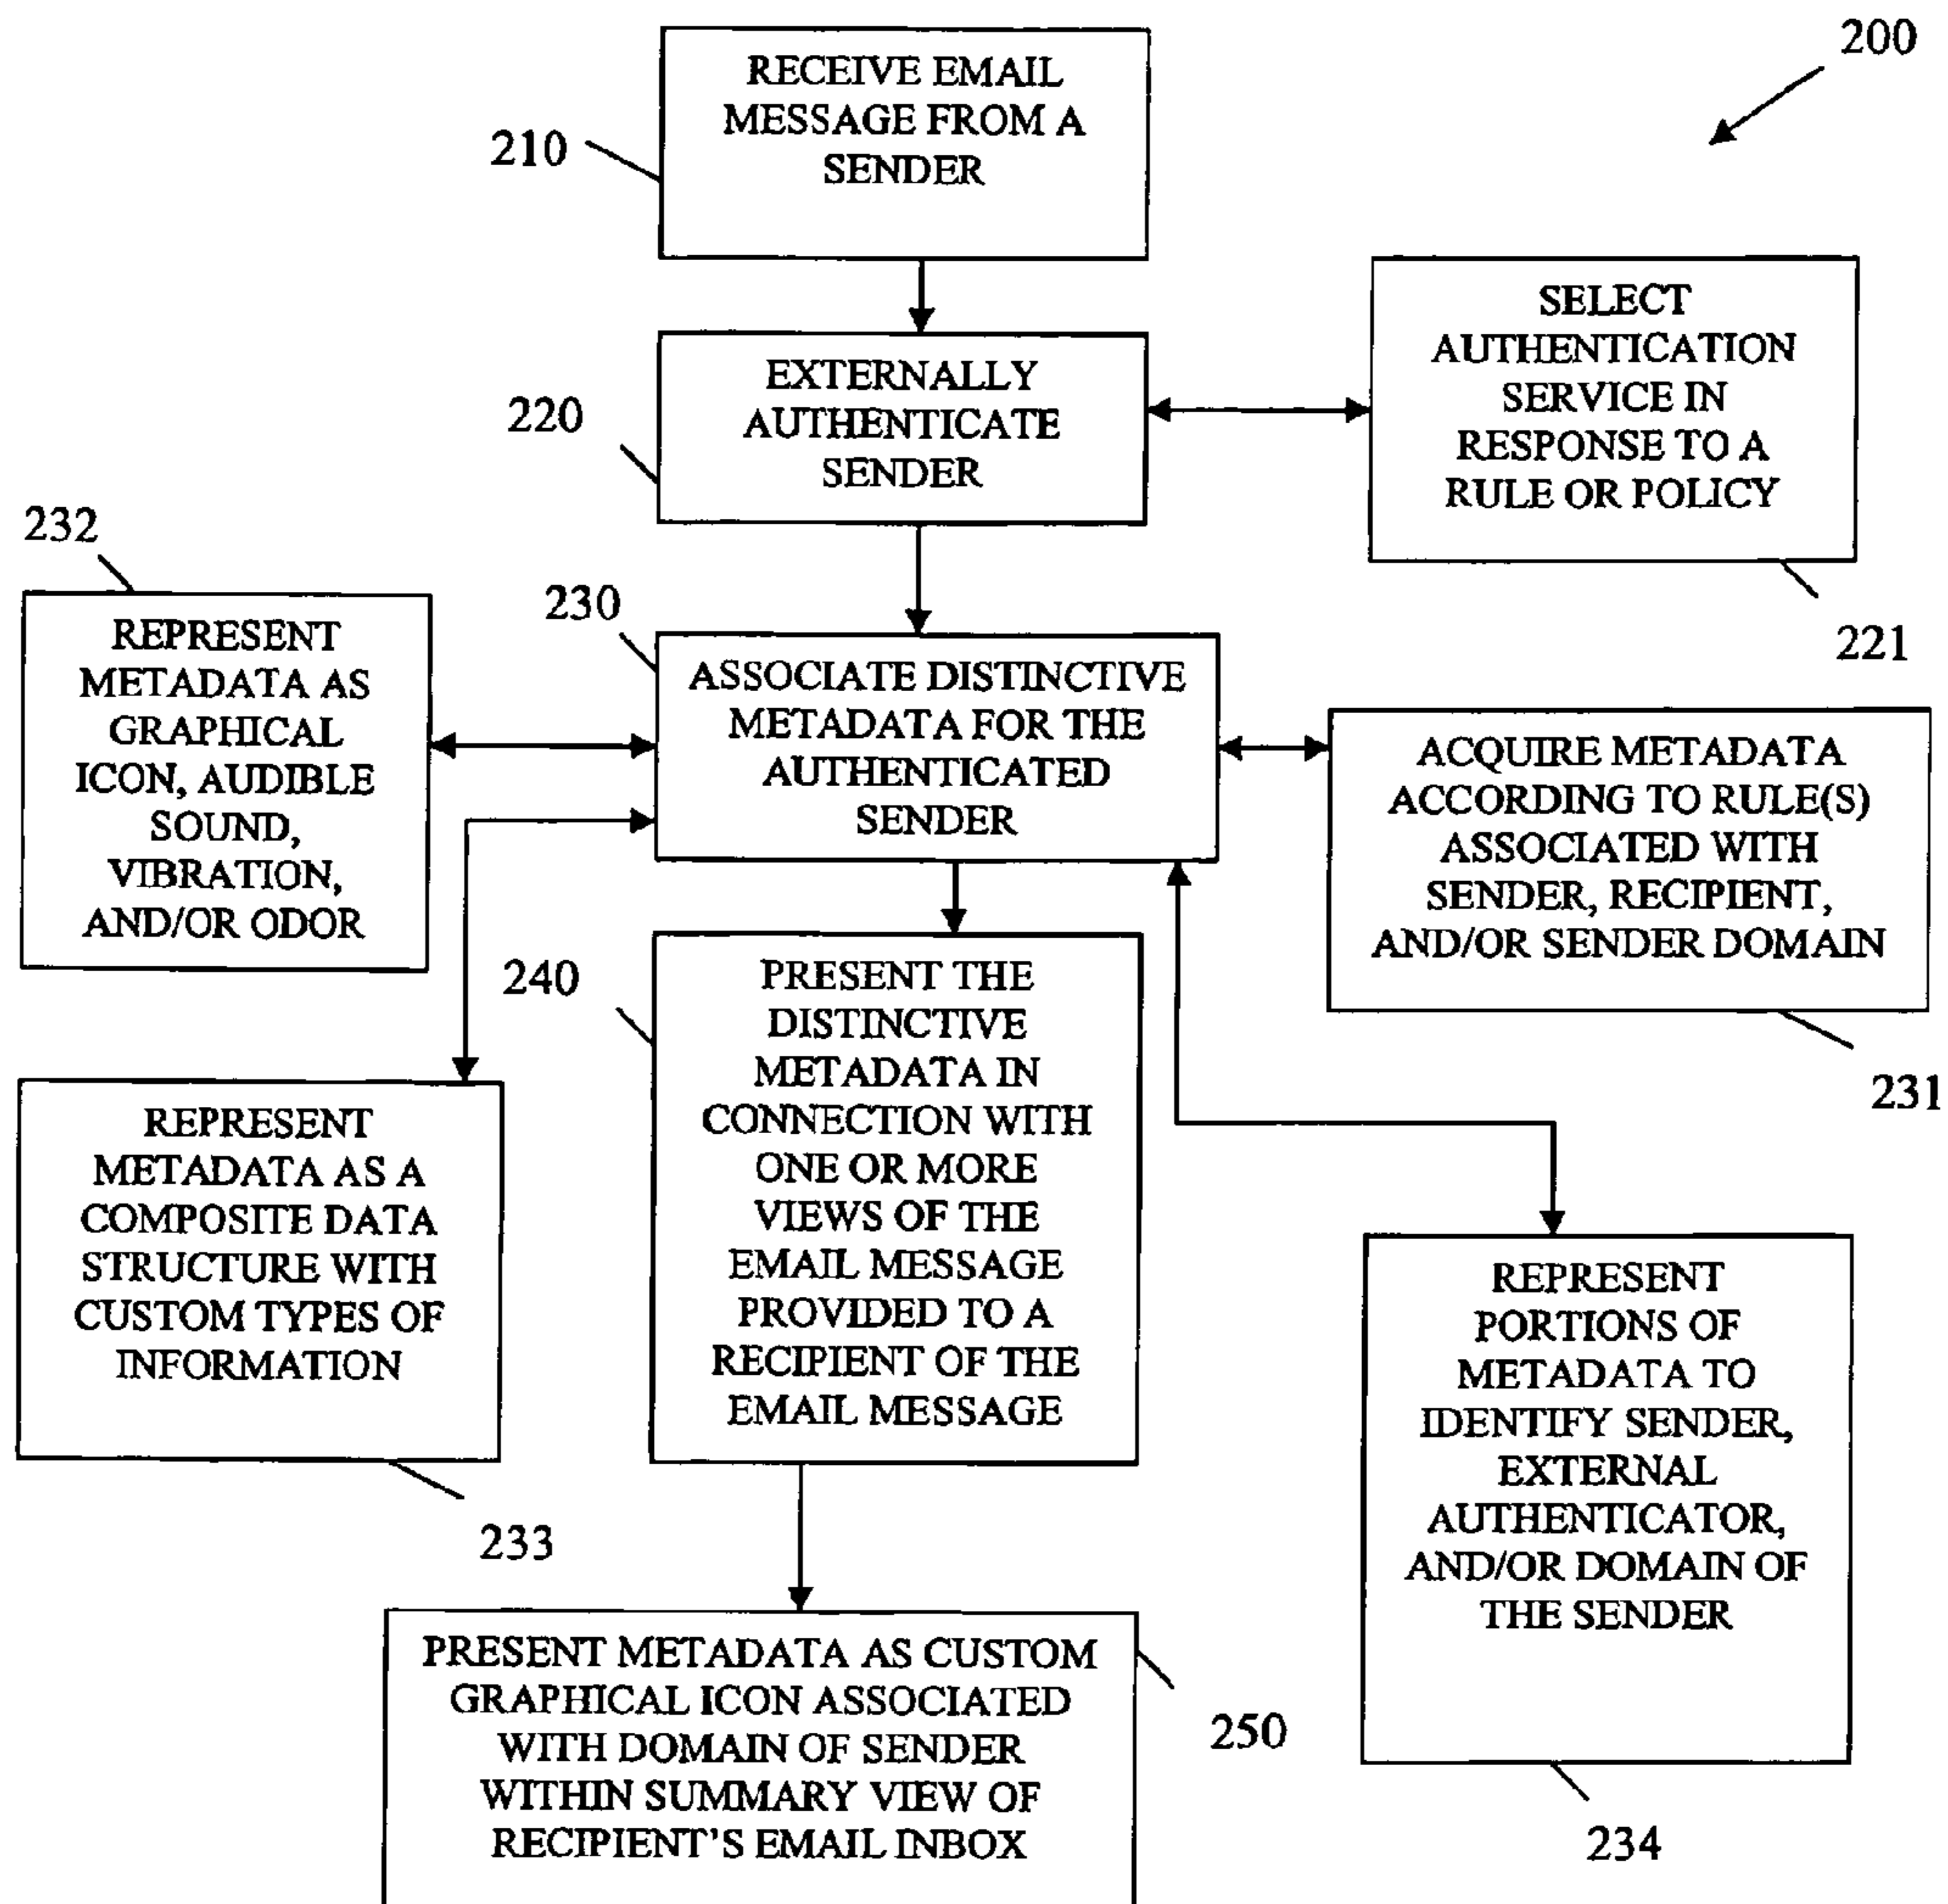 200
RECEIVE EMAIL
MESSAGE FROM A
SENDER
210
EXTERNALLY
AUTHENTICATE
SENDER
220
SELECT
AUTHENTICATION
SERVICE IN
RESPONSE TO A
RULE OR POLICY
221
232
REPRESENT
METADATA AS
GRAPHICAL
ICON, AUDIBLE
SOUND,
VIBRATION,
AND/OR ODOR
230
ASSOCIATE DISTINCTIVE
METADATA FOR THE
AUTHENTICATED
SENDER
ACQUIRE METADATA
ACCORDING TO RULE(S)
ASSOCIATED WITH
SENDER, RECIPIENT,
AND/OR SENDER DOMAIN
231
240
PRESENT THE
DISTINCTIVE
METADATA IN
CONNECTION WITH
ONE OR MORE
VIEWS OF THE
EMAIL MESSAGE
PROVIDED TO A
RECIPIENT OF THE
EMAIL MESSAGE
REPRESENT
METADATA AS A
COMPOSITE DATA
STRUCTURE WITH
CUSTOM TYPES OF
INFORMATION
233
REPRESENT
PORTIONS OF
METADATA TO
IDENTIFY SENDER,
EXTERNAL
AUTHENTICATOR,
AND/OR DOMAIN OF
THE SENDER
234
PRESENT METADATA AS CUSTOM
GRAPHICAL ICON ASSOCIATED
WITH DOMAIN OF SENDER
WITHIN SUMMARY VIEW OF
RECIPIENT'S EMAIL INBOX
250